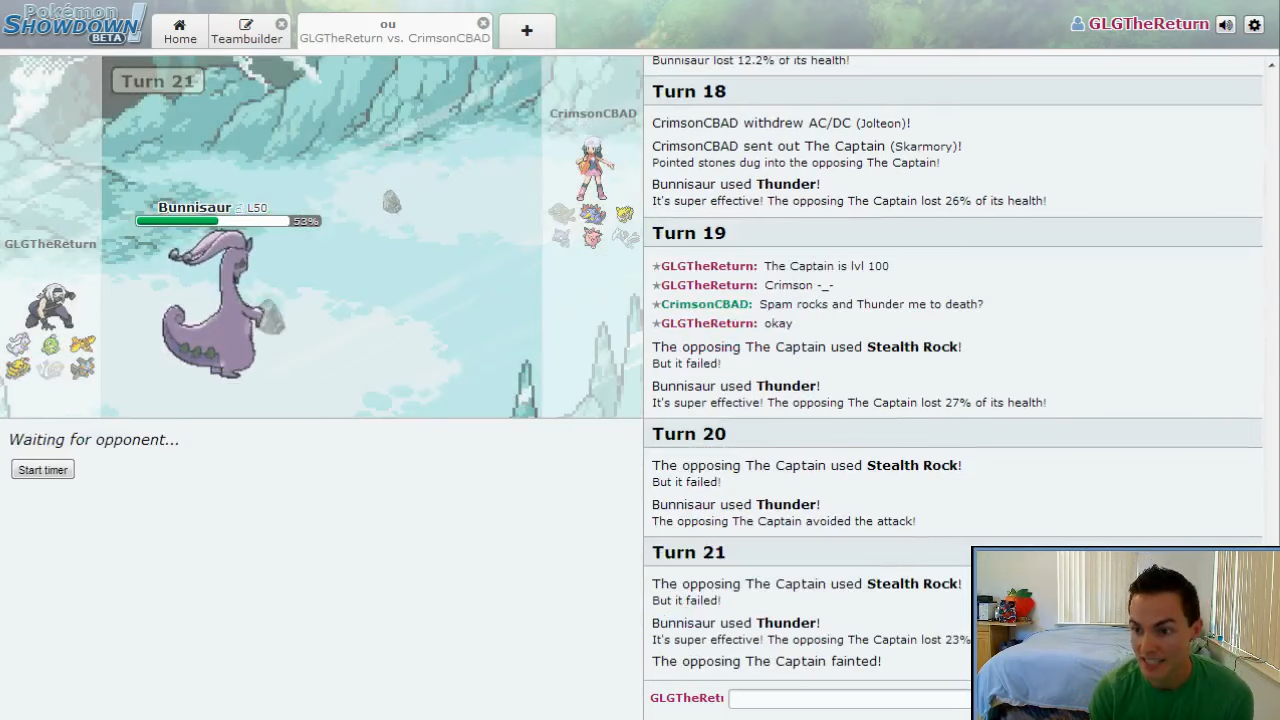 Pokémon
SHOWDOWN!
BETA
Home
Teambuilder
ou
GLGTheReturn vs. CrimsonCBAD
+
GLGTheReturn
Turn 21
CrimsonCBAD
Bunnisaur L50
53%
GLGTheReturn
Waiting for opponent...
Start timer
Bunnisaur lost 12.2% of its health!
Turn 18
CrimsonCBAD withdrew AC/DC (Jolteon)!
CrimsonCBAD sent out The Captain (Skarmory)!
Pointed stones dug into the opposing The Captain!
Bunnisaur used Thunder!
It's super effective! The opposing The Captain lost 26% of its health!
Turn 19
★GLGTheReturn: The Captain is lvl 100
★GLGTheReturn: Crimson -_-
★CrimsonCBAD: Spam rocks and Thunder me to death?
★GLGTheReturn: okay
The opposing The Captain used Stealth Rock!
But it failed!
Bunnisaur used Thunder!
It's super effective! The opposing The Captain lost 27% of its health!
Turn 20
The opposing The Captain used Stealth Rock!
But it failed!
Bunnisaur used Thunder!
The opposing The Captain avoided the attack!
Turn 21
The opposing The Captain used Stealth Rock!
But it failed!
Bunnisaur used Thunder!
It's super effective! The opposing The Captain lost 23%
The opposing The Captain fainted!
GLGTheRet